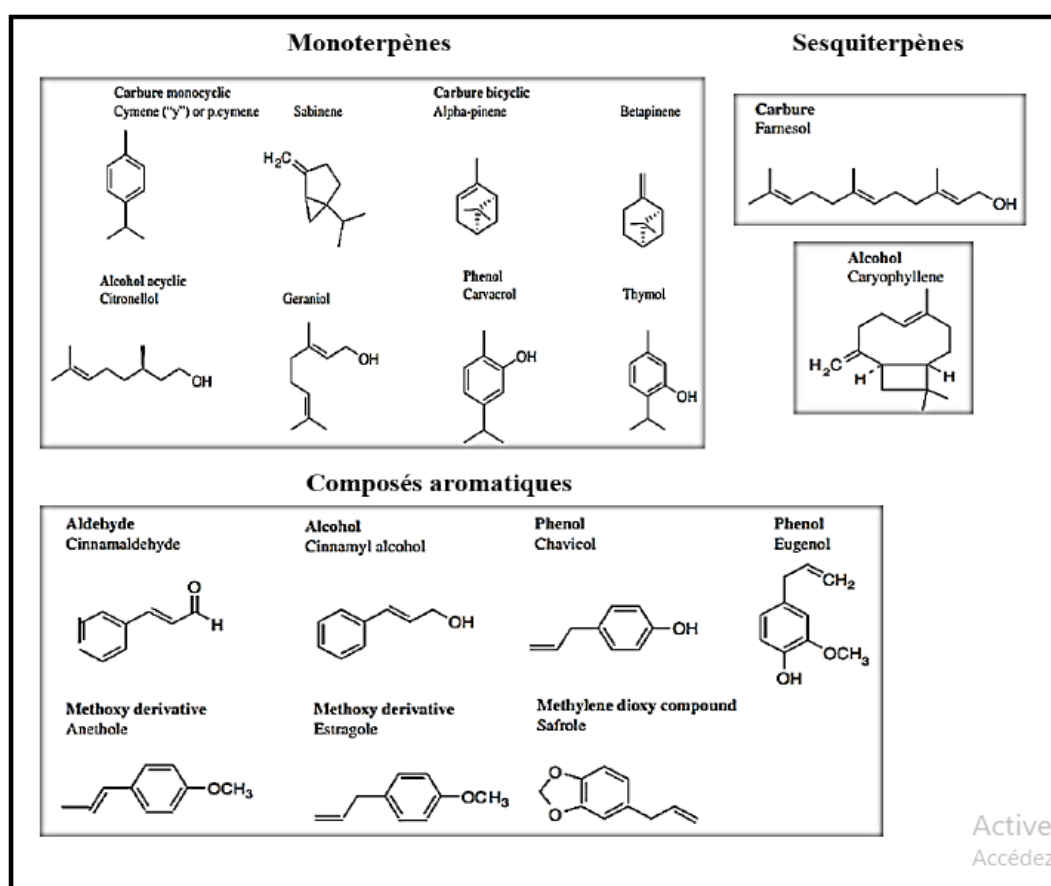 Monoterpènes
Sesquiterpènes
Carbure monocyclic
Cymene ("y") or p.cymene
Sabinene
Carbure bicyclic
Alpha-pinene
Betapinene
H₂C
Alcohol acyclic
Citronellol
Geraniol
Phenol
Carvacrol
Thymol
OH
OH
OH
OH
Carbure
Farnesol
OH
Alcohol
Caryophyllene
H₂C
H
H
Composés aromatiques
Aldehyde
Cinnamaldehyde
Alcohol
Cinnamyl alcohol
Phenol
Chavicol
Phenol
Eugenol
O
H
OH
OH
CH₂
OCH₃
OH
Methoxy derivative
Anethole
Methoxy derivative
Estragole
Methylene dioxy compound
Safrole
OCH₃
OCH₃
O
O
Active
Accédez